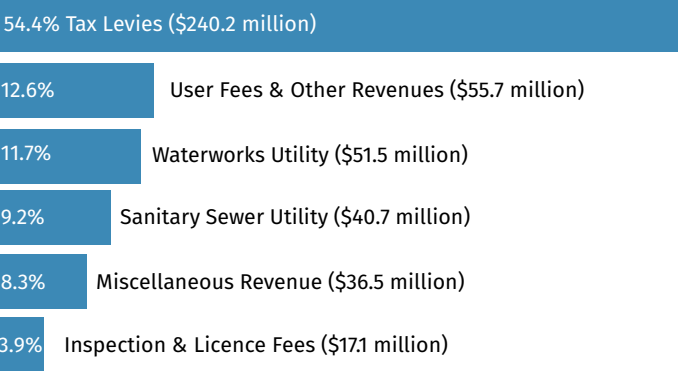 54.4% Tax Levies ($240.2 million)
12.6% User Fees & Other Revenues ($55.7 million)
11.7% Waterworks Utility ($51.5 million)
9.2% Sanitary Sewer Utility ($40.7 million)
8.3% Miscellaneous Revenue ($36.5 million)
3.9% Inspection & Licence Fees ($17.1 million)